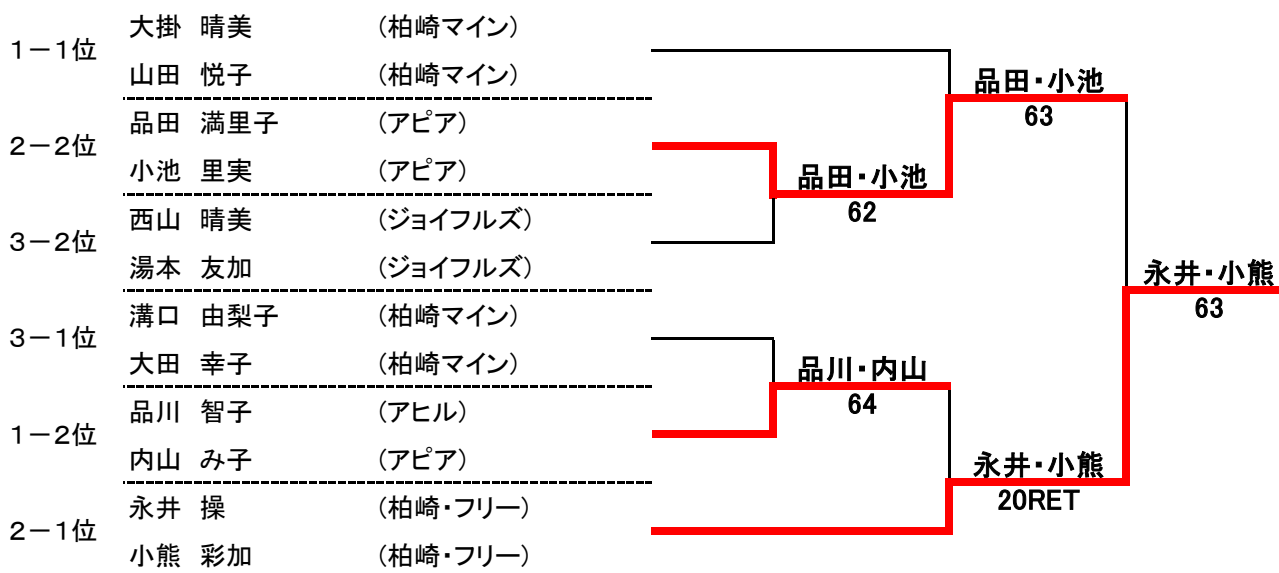 大掛 晴美 (柏崎マイン)
1－1位
山田 悦子 (柏崎マイン)
品田 満里子 (アピア)
2－2位
小池 里実 (アピア)
西山 晴美 (ジョイフルズ)
3－2位
湯本 友加 (ジョイフルズ)
溝口 由梨子 (柏崎マイン)
3－1位
大田 幸子 (柏崎マイン)
品川 智子 (アヒル)
1－2位
内山 み子 (アピア)
永井 操 (柏崎・フリー)
2－1位
小熊 彩加 (柏崎・フリー)
品田・小池
62
品川・内山
64
品田・小池
63
永井・小熊
20RET
永井・小熊
63